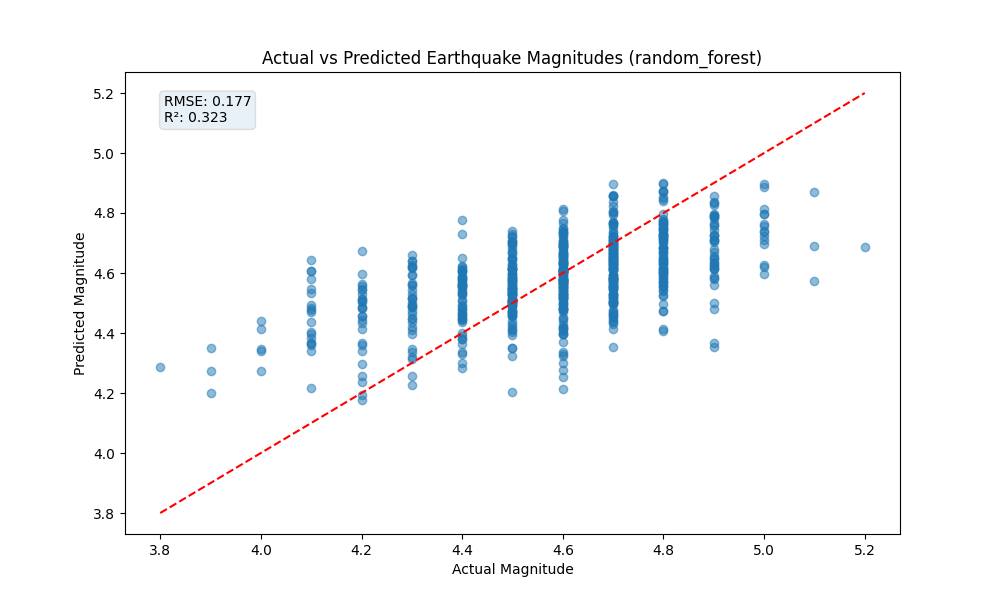 Actual vs Predicted Earthquake Magnitudes (random_forest)
RMSE: 0.177
R²: 0.323
Predicted Magnitude
5.2
5.0
4.8
4.6
4.4
4.2
4.0
3.8
3.8 4.0 4.2 4.4 4.6 4.8 5.0 5.2
Actual Magnitude